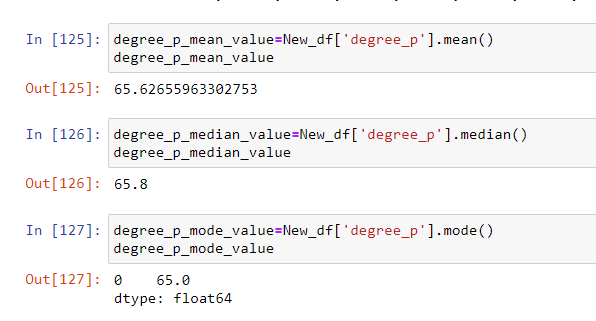 In [125]: degree_p_mean_value=New_df['degree_p'].mean()
degree_p_mean_value
Out[125]: 65.62655963302753
In [126]: degree_p_median_value=New_df['degree_p'].median()
degree_p_median_value
Out[126]: 65.8
In [127]: degree_p_mode_value=New_df['degree_p'].mode()
degree_p_mode_value
Out[127]: 0    65.0
dtype: float64